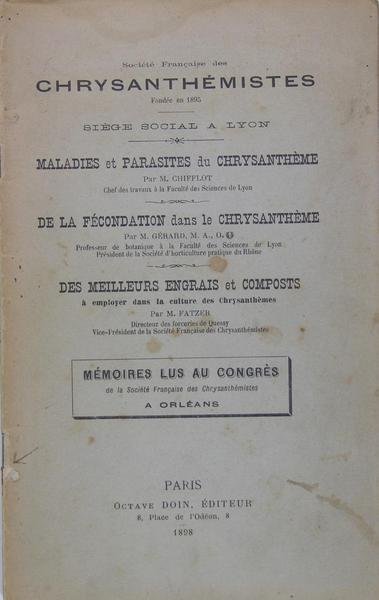 Société Française des
CHRYSANTHÉMISTES
Fondée en 1895
SIÈGE SOCIAL A LYON
MALADIES et PARASITES du CHRYSANTHÈME
Par M. CHIFFLOT
Chef des travaux à la Faculté des Sciences de Lyon
DE LA FÉCONDATION dans le CHRYSANTHÈME
Par M. GÉRARD, M. A., O.
Professeur de botanique à la Faculté des Sciences de Lyon
Président de la Société d'horticulture pratique du Rhône
DES MEILLEURS ENGRAIS et COMPOSTS
à employer dans la culture des Chrysanthèmes
Par M. FATZER
Directeur des forceries de Quessy
Vice-Président de la Société Française des Chrysanthémistes
MÉMOIRES LUS AU CONGRÈS
de la Société Française des Chrysanthémistes
A ORLÉANS
PARIS
OCTAVE DOIN, ÉDITEUR
8, Place de l'Odéon, 8
1898